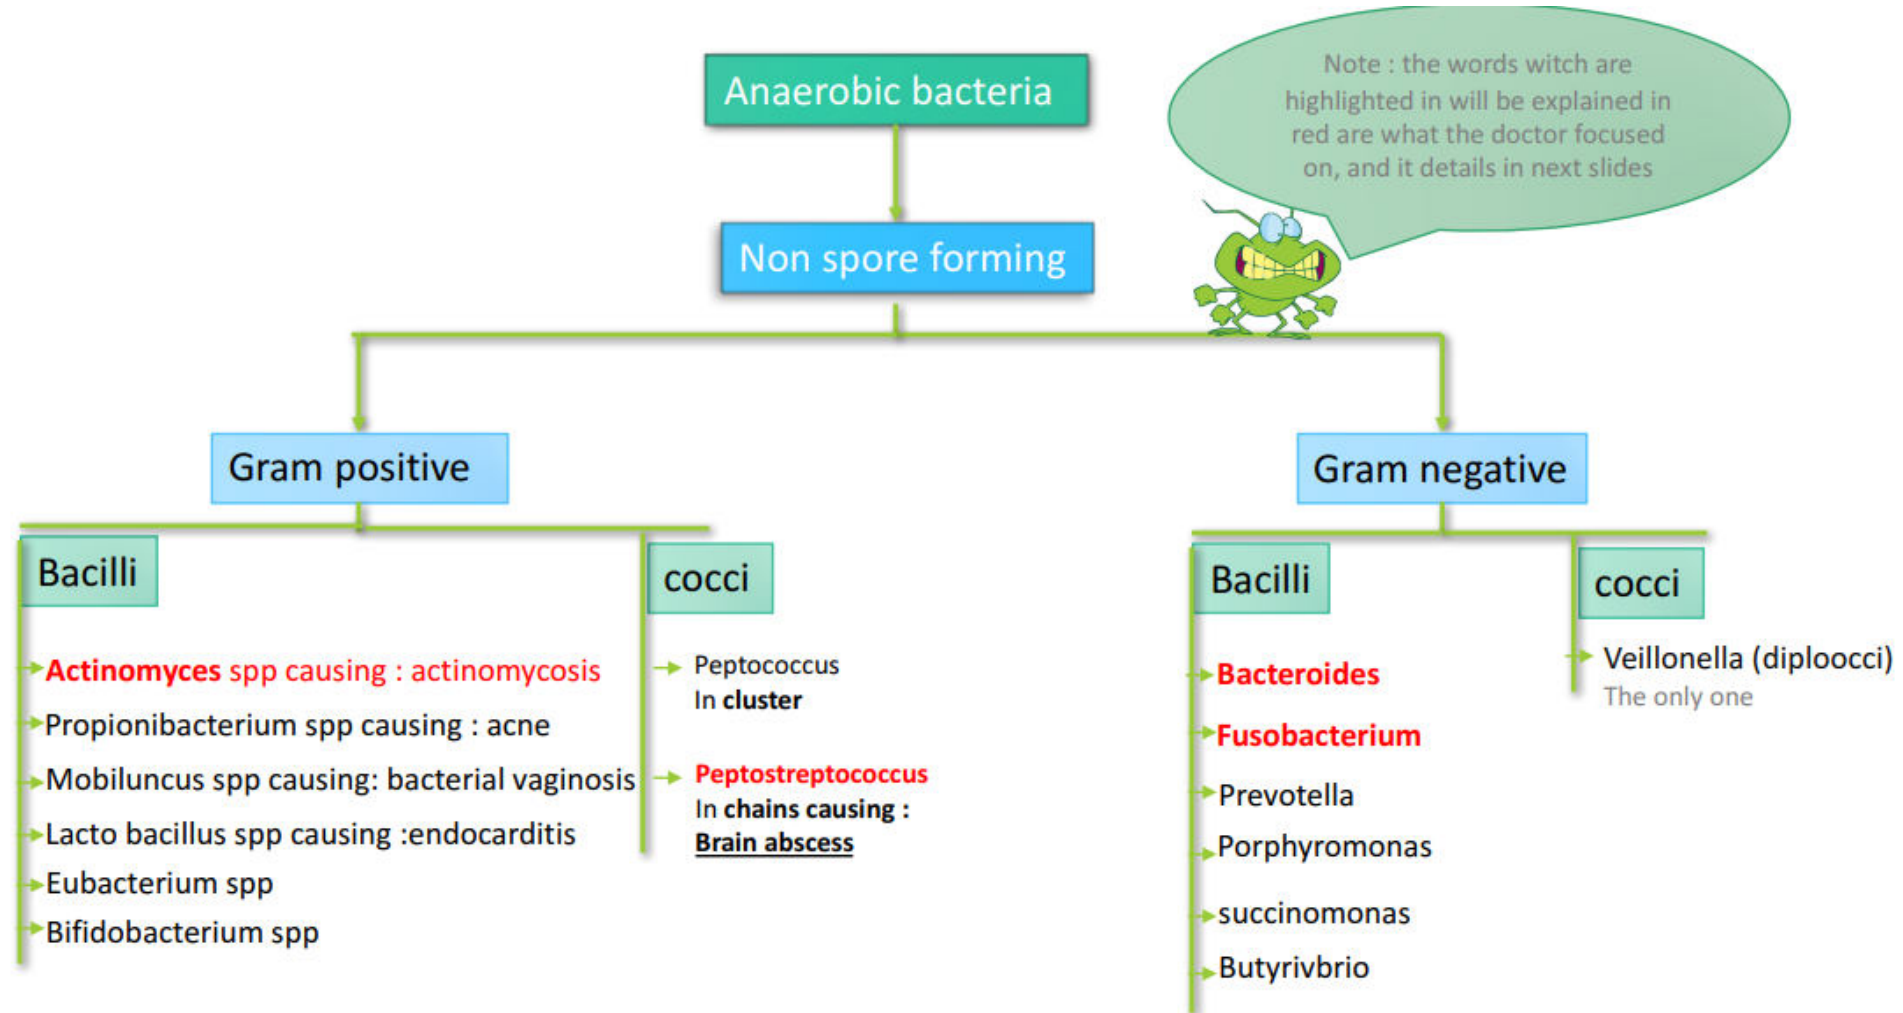 Anaerobic bacteria
Note : the words witch are
highlighted in will be explained in
red are what the doctor focused
on, and it details in next slides
Non spore forming
Gram positive
Gram negative
Bacilli
Actinomyces spp causing : actinomycosis
Propionibacterium spp causing : acne
Mobiluncus spp causing: bacterial vaginosis
Lacto bacillus spp causing :endocarditis
Eubacterium spp
Bifidobacterium spp
cocci
Peptococcus
In cluster
Peptostreptococcus
In chains causing :
Brain abscess
Bacilli
Bacteroides
Fusobacterium
Prevotella
Porphyromonas
succinomonas
Butyrivbrio
cocci
Veillonella (diploocci)
The only one